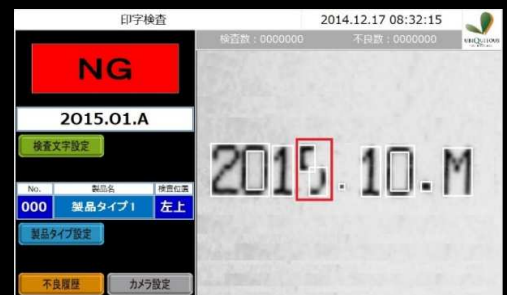 印字検査
2014.12.17 08:32:15
検査数:0000000
不良数:0000000
NG
2015.01.A
検査文字設定
2015.10.M
No.
製品名
検査位置
000
製品タイプ1
左上
製品タイプ設定
不良履歴
カメラ設定